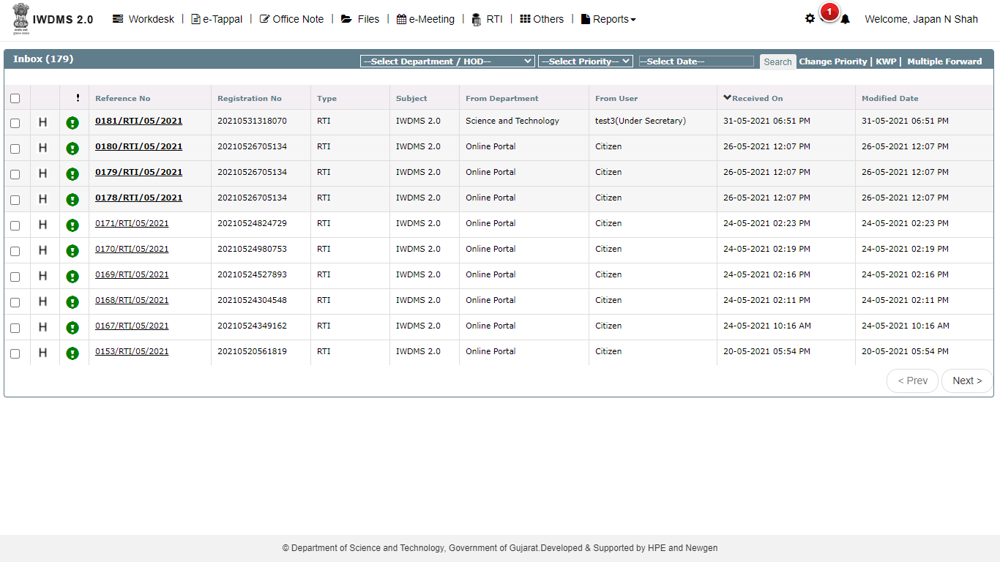 IWDMS 2.0 Workdesk | e-Tappal | Office Note | Files | e-Meeting | RTI | Others | Reports 1 Welcome, Japan N Shah
Inbox (179) --Select Department / HOD-- --Select Priority-- --Select Date-- Search Change Priority | KWP | Multiple Forward
! Reference No Registration No Type Subject From Department From User Received On Modified Date
H 0181/RTI/05/2021 20210531318070 RTI IWDMS 2.0 Science and Technology test3(Under Secretary) 31-05-2021 06:51 PM 31-05-2021 06:51 PM
H 0180/RTI/05/2021 20210526705134 RTI IWDMS 2.0 Online Portal Citizen 26-05-2021 12:07 PM 26-05-2021 12:07 PM
H 0179/RTI/05/2021 20210526705134 RTI IWDMS 2.0 Online Portal Citizen 26-05-2021 12:07 PM 26-05-2021 12:07 PM
H 0178/RTI/05/2021 20210526705134 RTI IWDMS 2.0 Online Portal Citizen 26-05-2021 12:07 PM 26-05-2021 12:07 PM
H 0171/RTI/05/2021 20210524824729 RTI IWDMS 2.0 Online Portal Citizen 24-05-2021 02:23 PM 24-05-2021 02:23 PM
H 0170/RTI/05/2021 20210524980753 RTI IWDMS 2.0 Online Portal Citizen 24-05-2021 02:19 PM 24-05-2021 02:19 PM
H 0169/RTI/05/2021 20210524527893 RTI IWDMS 2.0 Online Portal Citizen 24-05-2021 02:16 PM 24-05-2021 02:16 PM
H 0168/RTI/05/2021 20210524304548 RTI IWDMS 2.0 Online Portal Citizen 24-05-2021 02:11 PM 24-05-2021 02:11 PM
H 0167/RTI/05/2021 20210524349162 RTI IWDMS 2.0 Online Portal Citizen 24-05-2021 10:16 AM 24-05-2021 10:16 AM
H 0153/RTI/05/2021 20210520561819 RTI IWDMS 2.0 Online Portal Citizen 20-05-2021 05:54 PM 20-05-2021 05:54 PM
< Prev Next >
© Department of Science and Technology, Government of Gujarat.Developed & Supported by HPE and Newgen